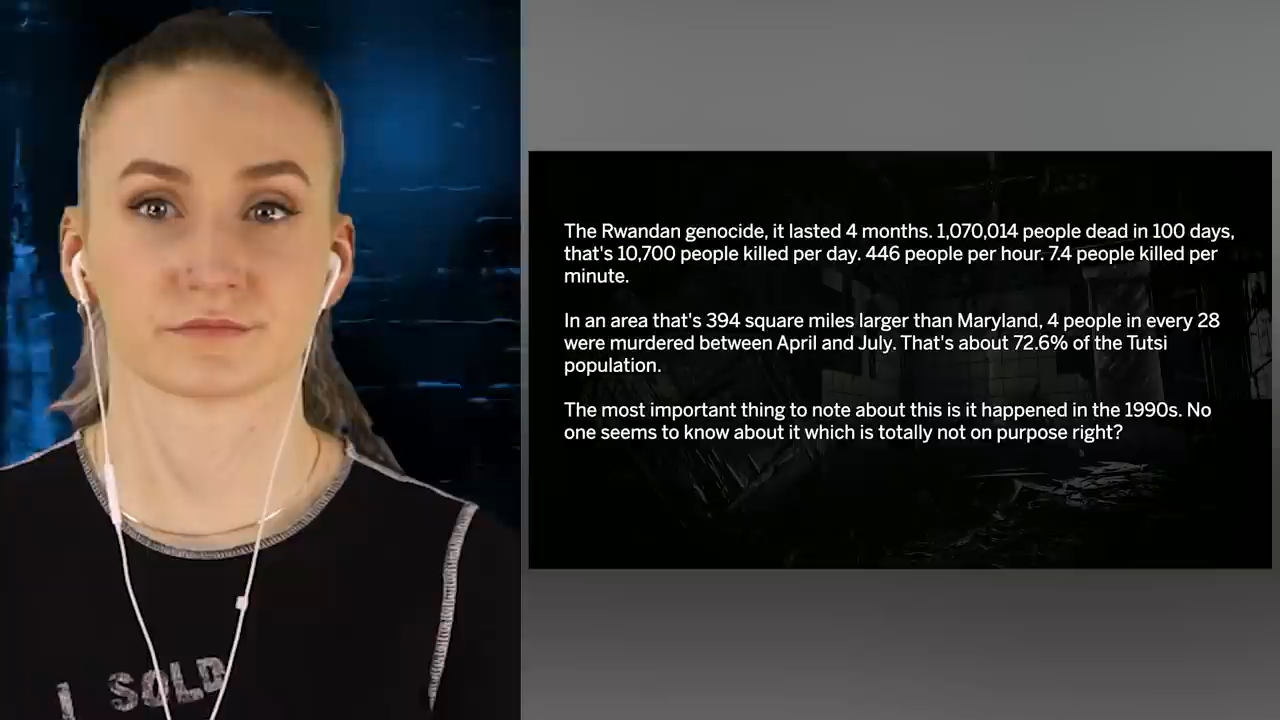 The Rwandan genocide, it lasted 4 months. 1,070,014 people dead in 100 days,
that's 10,700 people killed per day. 446 people per hour. 7.4 people killed per
minute.
In an area that's 394 square miles larger than Maryland, 4 people in every 28
were murdered between April and July. That's about 72.6% of the Tutsi
population.
The most important thing to note about this is it happened in the 1990s. No
one seems to know about it which is totally not on purpose right?
I SOLD